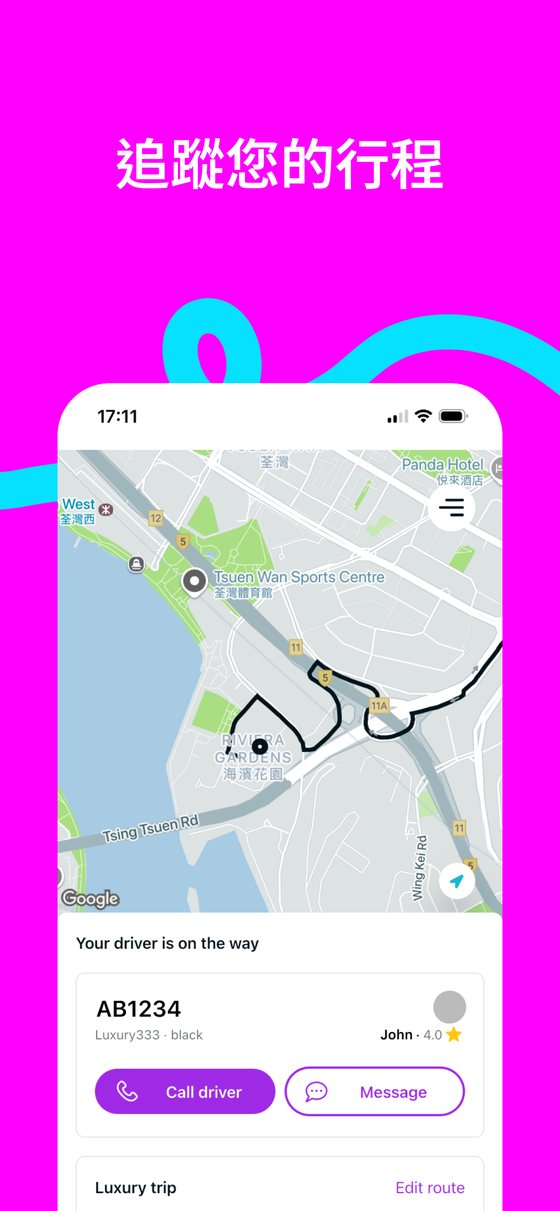 追蹤您的行程
17:11
荃灣
Panda Hotel
悅來酒店
West
荃灣西
12
5
Tsuen Wan Sports Centre
荃灣體育館
11
5
11A
RIVIERA
GARDENS
海濱花園
Tsing Tsuen Rd
11
Wing Kei Rd
5
Google
Your driver is on the way
AB1234
Luxury333 · black
John · 4.0
Call driver
Message
Luxury trip
Edit route